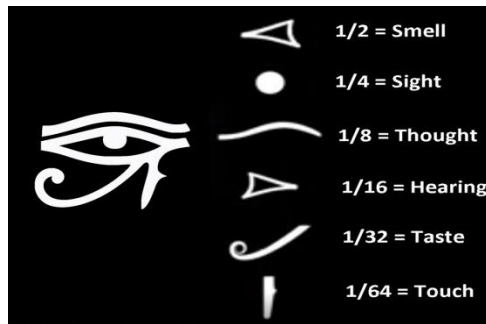 1/2 = Smell
1/4 = Sight
1/8 = Thought
1/16 = Hearing
1/32 = Taste
1/64 = Touch